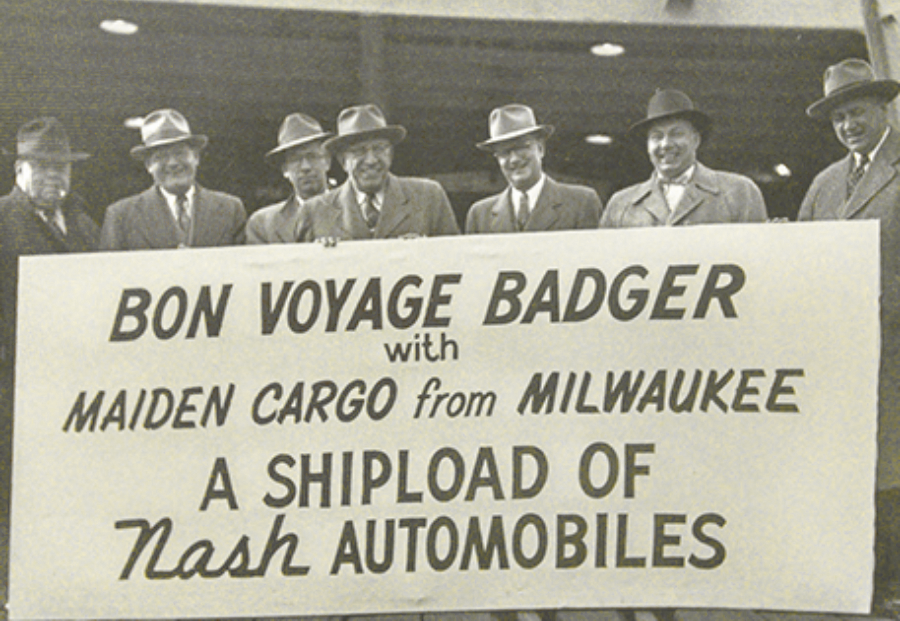 BON VOYAGE BADGER
with
MAIDEN CARGO from MILWAUKEE
A SHIPLOAD OF
Nash AUTOMOBILES